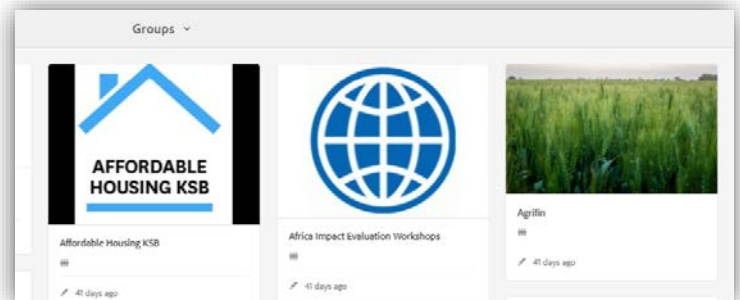 Groups
AFFORDABLE
HOUSING KSB
Affordable Housing KSB
41 days ago
Africa Impact Evaluation Workshops
41 days ago
Agrifin
41 days ago